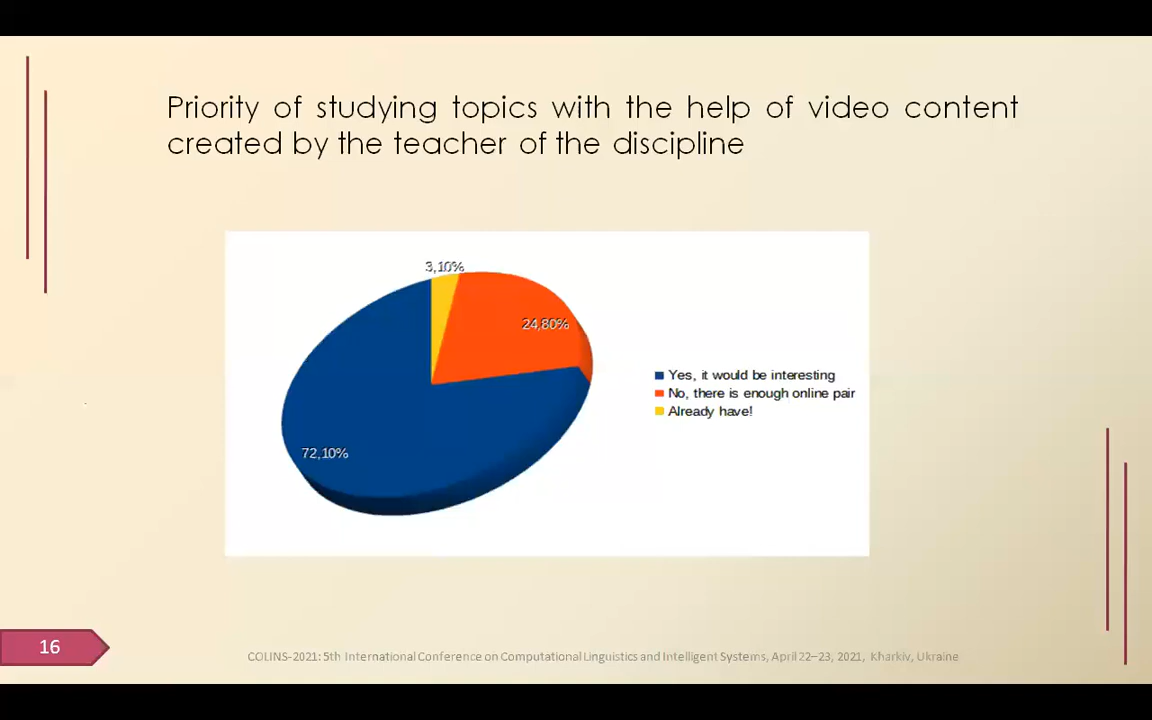 Priority of studying topics with the help of video content
created by the teacher of the discipline
3,10%
24,80%
72,10%
Yes, it would be interesting
No, there is enough online pair
Already have!
16
COLINS-2021: 5th International Conference on Computational Linguistics and Intelligent Systems, April 22–23, 2021, Kharkiv, Ukraine